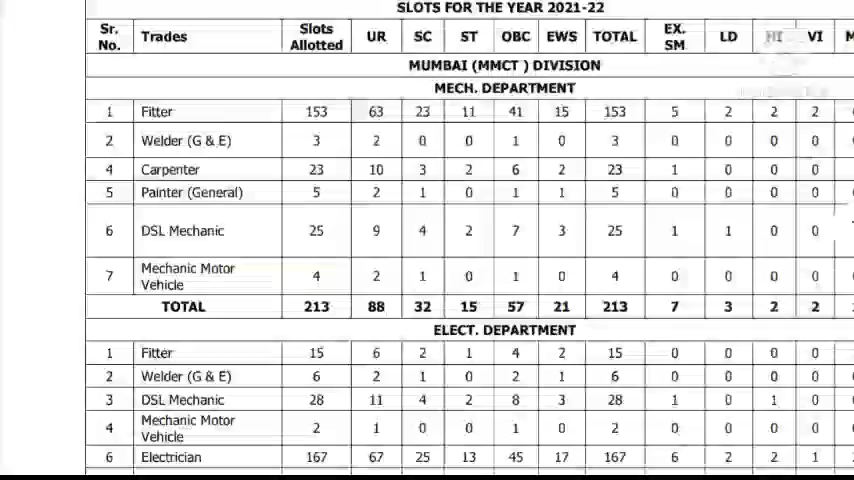 SLOTS FOR THE YEAR 2021-22
Sr. No. Trades Slots Allotted UR SC ST OBC EWS TOTAL EX. SM LD HI VI M
MUMBAI (MMCT ) DIVISION
MECH. DEPARTMENT
1 Fitter 153 63 23 11 41 15 153 5 2 2 2
2 Welder (G & E) 3 2 0 0 1 0 3 0 0 0 0
4 Carpenter 23 10 3 2 6 2 23 1 0 0 0
5 Painter (General) 5 2 1 0 1 1 5 0 0 0 0
6 DSL Mechanic 25 9 4 2 7 3 25 1 1 0 0
7 Mechanic Motor Vehicle 4 2 1 0 1 0 4 0 0 0 0
TOTAL 213 88 32 15 57 21 213 7 3 2 2
ELECT. DEPARTMENT
1 Fitter 15 6 2 1 4 2 15 0 0 0 0
2 Welder (G & E) 6 2 1 0 2 1 6 0 0 0 0
3 DSL Mechanic 28 11 4 2 8 3 28 1 0 1 0
4 Mechanic Motor Vehicle 2 1 0 0 1 0 2 0 0 0 0
6 Electrician 167 67 25 13 45 17 167 6 2 2 1